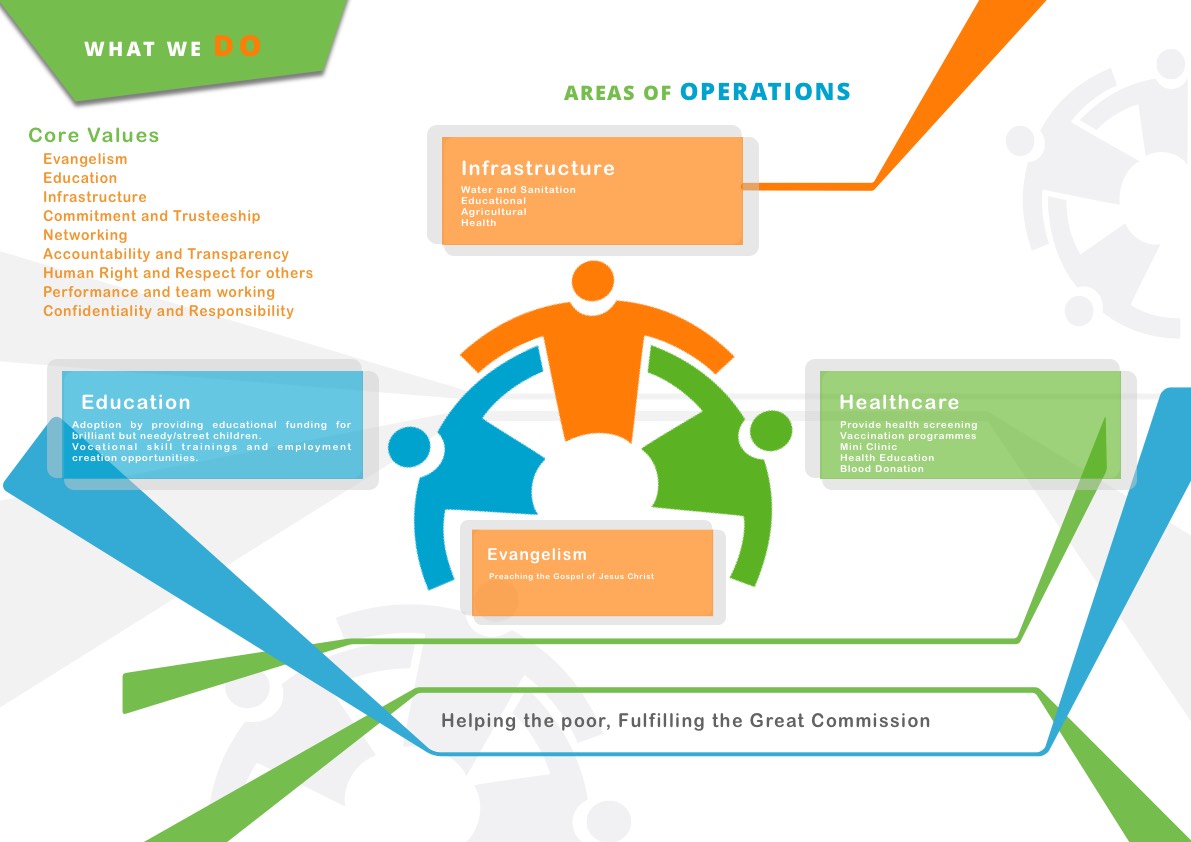 WHAT WE DO
AREAS OF OPERATIONS
Core Values
Evangelism
Education
Infrastructure
Commitment and Trusteeship
Networking
Accountability and Transparency
Human Right and Respect for others
Performance and team working
Confidentiality and Responsibility
Infrastructure
Water and Sanitation
Educational
Agricultural
Health
Education
Adoption by providing educational funding for
brilliant but needy/street children.
Vocational skill trainings and employment
creation opportunities.
Healthcare
Provide health screening
Vaccination programmes
Mini Clinic
Health Education
Blood Donation
Evangelism
Preaching the Gospel of Jesus Christ
Helping the poor, Fulfilling the Great Commission